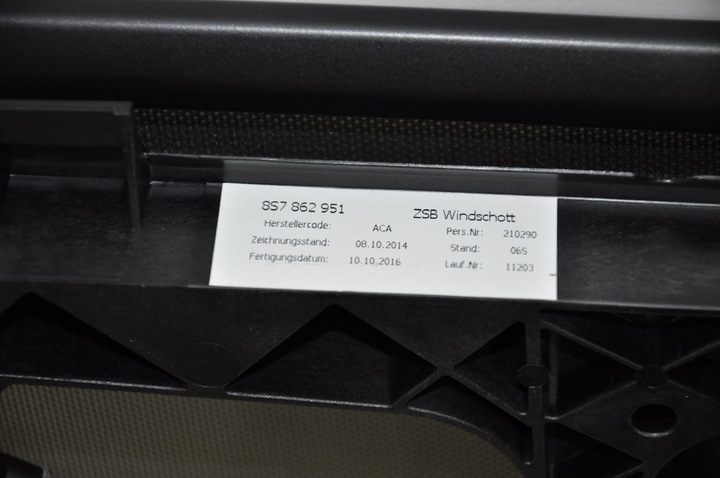 8S7 862 951 ZSB Windschott
Herstellercode: ACA Pers.Nr: 210290
Zeichnungsstand: 08.10.2014 Stand: 065
Fertigungsdatum: 10.10.2016 Lauf.Nr: 11203